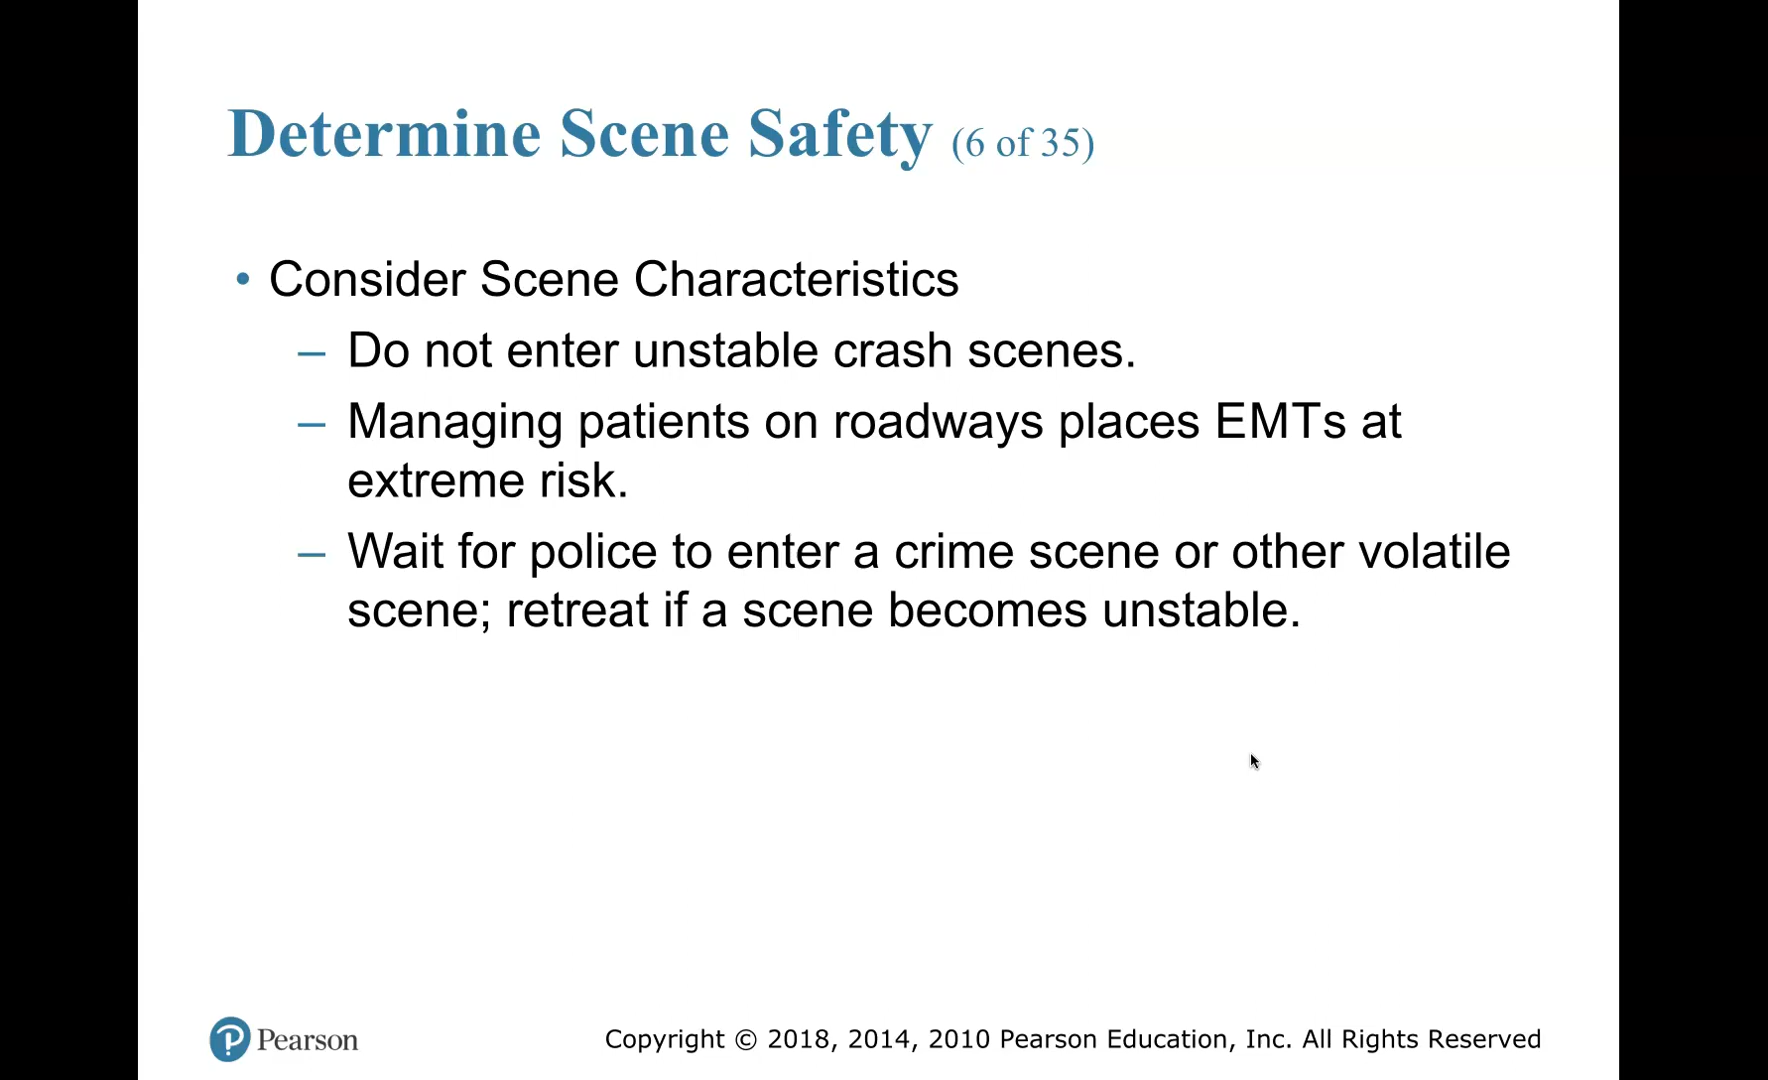 Determine Scene Safety (6 of 35)
• Consider Scene Characteristics
– Do not enter unstable crash scenes.
– Managing patients on roadways places EMTs at
extreme risk.
– Wait for police to enter a crime scene or other volatile
scene; retreat if a scene becomes unstable.
Pearson
Copyright © 2018, 2014, 2010 Pearson Education, Inc. All Rights Reserved